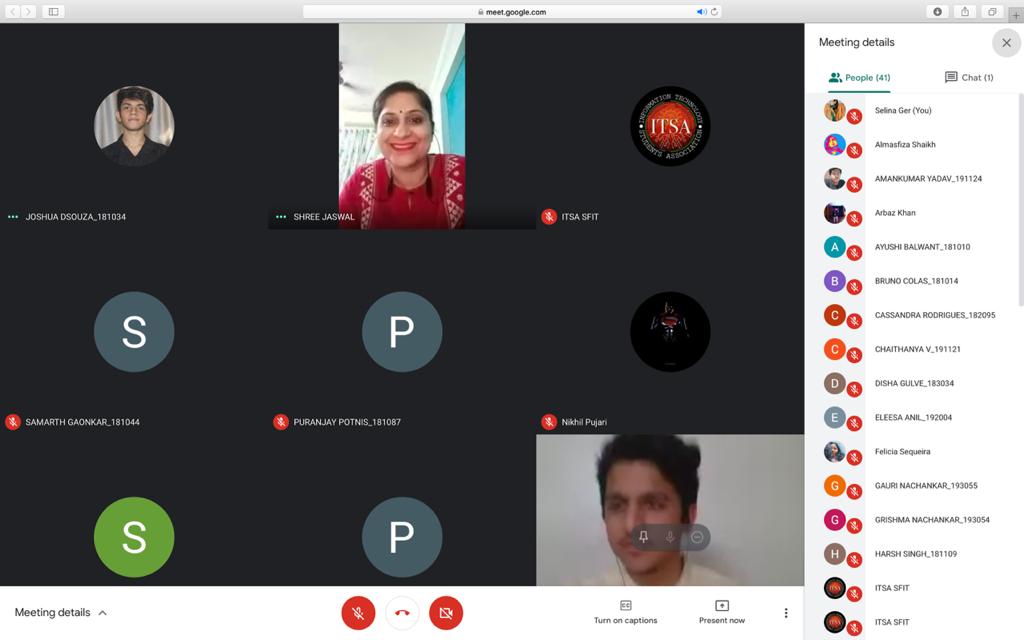 meet.google.com
JOSHUA DSOUZA_181034
SHREE JASWAL
INFORMATION TECHNOLOGY
ITSA
STUDENTS ASSOCIATION
ITSA SFIT
S
SAMARTH GAONKAR_181044
P
PURANJAY POTNIS_181087
Nikhil Pujari
S
P
Meeting details
Turn on captions
Present now
Meeting details
People (41)
Chat (1)
Selina Ger (You)
Almasfiza Shaikh
AMANKUMAR YADAV_191124
Arbaz Khan
A
AYUSHI BALWANT_181010
B
BRUNO COLAS_181014
C
CASSANDRA RODRIGUES_182095
C
CHAITHANYA V_191121
D
DISHA GULVE_183034
E
ELEESA ANIL_192004
Felicia Sequeira
G
GAURI NACHANKAR_193055
G
GRISHMA NACHANKAR_193054
H
HARSH SINGH_181109
ITSA SFIT
ITSA SFIT